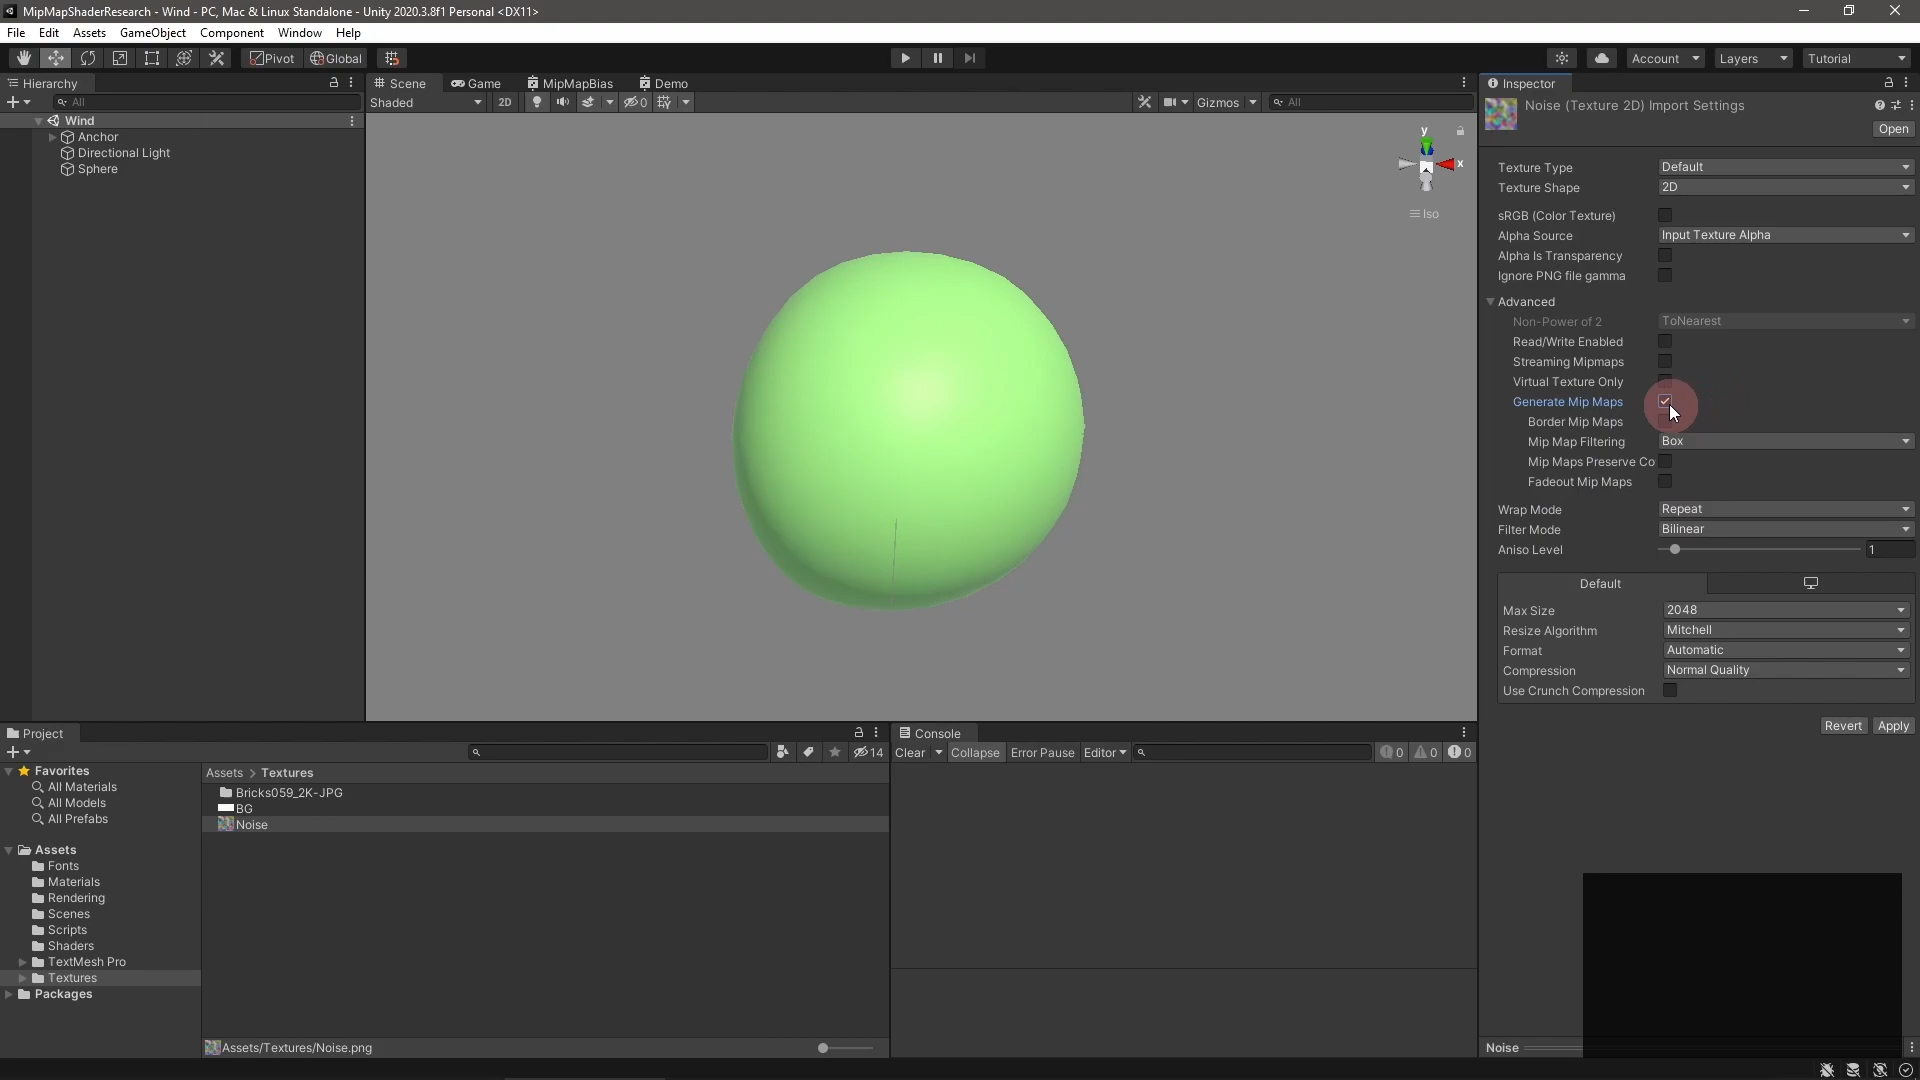 MipMapShaderResearch - Wind - PC, Mac & Linux Standalone - Unity 2020.3.8f1 Personal <DX11>
File Edit Assets GameObject Component Window Help
Pivot Global Account Layers Tutorial
Hierarchy
All
Wind
Anchor
Directional Light
Sphere
Scene Game MipMapBias Demo
Shaded 2D 0 Gizmos All
y
x
Iso
Inspector
Noise (Texture 2D) Import Settings
Open
Texture Type Default
Texture Shape 2D
sRGB (Color Texture)
Alpha Source Input Texture Alpha
Alpha Is Transparency
Ignore PNG file gamma
Advanced
Non-Power of 2 ToNearest
Read/Write Enabled
Streaming Mipmaps
Virtual Texture Only
Generate Mip Maps
Border Mip Maps
Mip Map Filtering Box
Mip Maps Preserve Co
Fadeout Mip Maps
Wrap Mode Repeat
Filter Mode Bilinear
Aniso Level 1
Default
Max Size 2048
Resize Algorithm Mitchell
Format Automatic
Compression Normal Quality
Use Crunch Compression
Revert Apply
Project
14
Favorites
All Materials
All Models
All Prefabs
Assets
Fonts
Materials
Rendering
Scenes
Scripts
Shaders
TextMesh Pro
Textures
Packages
Assets > Textures
Bricks059_2K-JPG
BG
Noise
Assets/Textures/Noise.png
Console
Clear Collapse Error Pause Editor 0 0 0
Noise